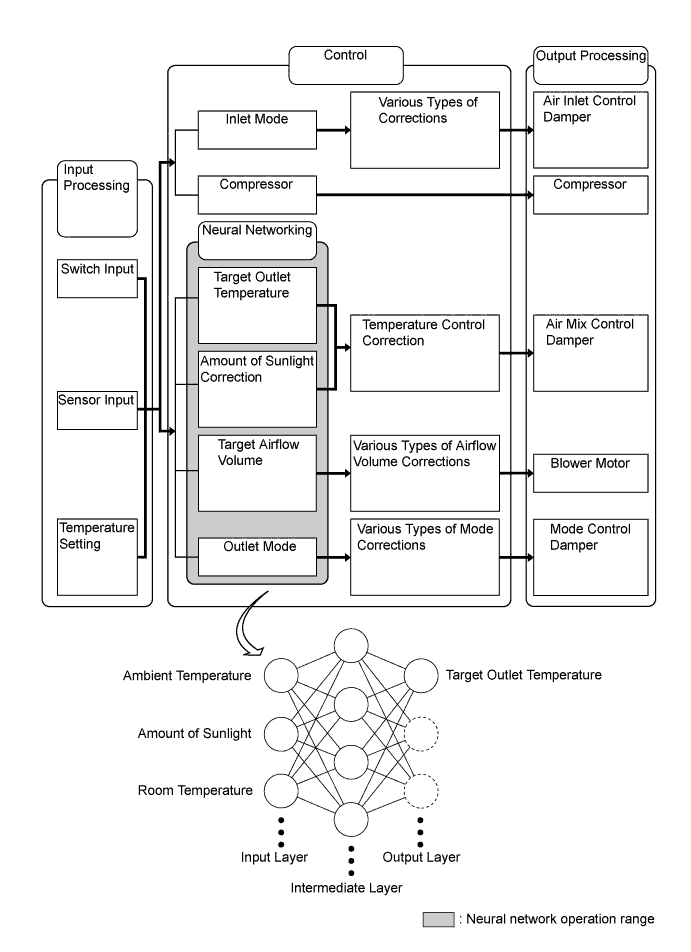 Control
Output Processing
Input
Processing
Switch Input
Sensor Input
Temperature
Setting
Inlet Mode
Various Types of
Corrections
Air Inlet Control
Damper
Compressor
Compressor
Neural Networking
Target Outlet
Temperature
Amount of Sunlight
Correction
Temperature Control
Correction
Air Mix Control
Damper
Target Airflow
Volume
Various Types of Airflow
Volume Corrections
Blower Motor
Outlet Mode
Various Types of Mode
Corrections
Mode Control
Damper
Ambient Temperature
Target Outlet Temperature
Amount of Sunlight
Room Temperature
Input Layer
Output Layer
Intermediate Layer
: Neural network operation range